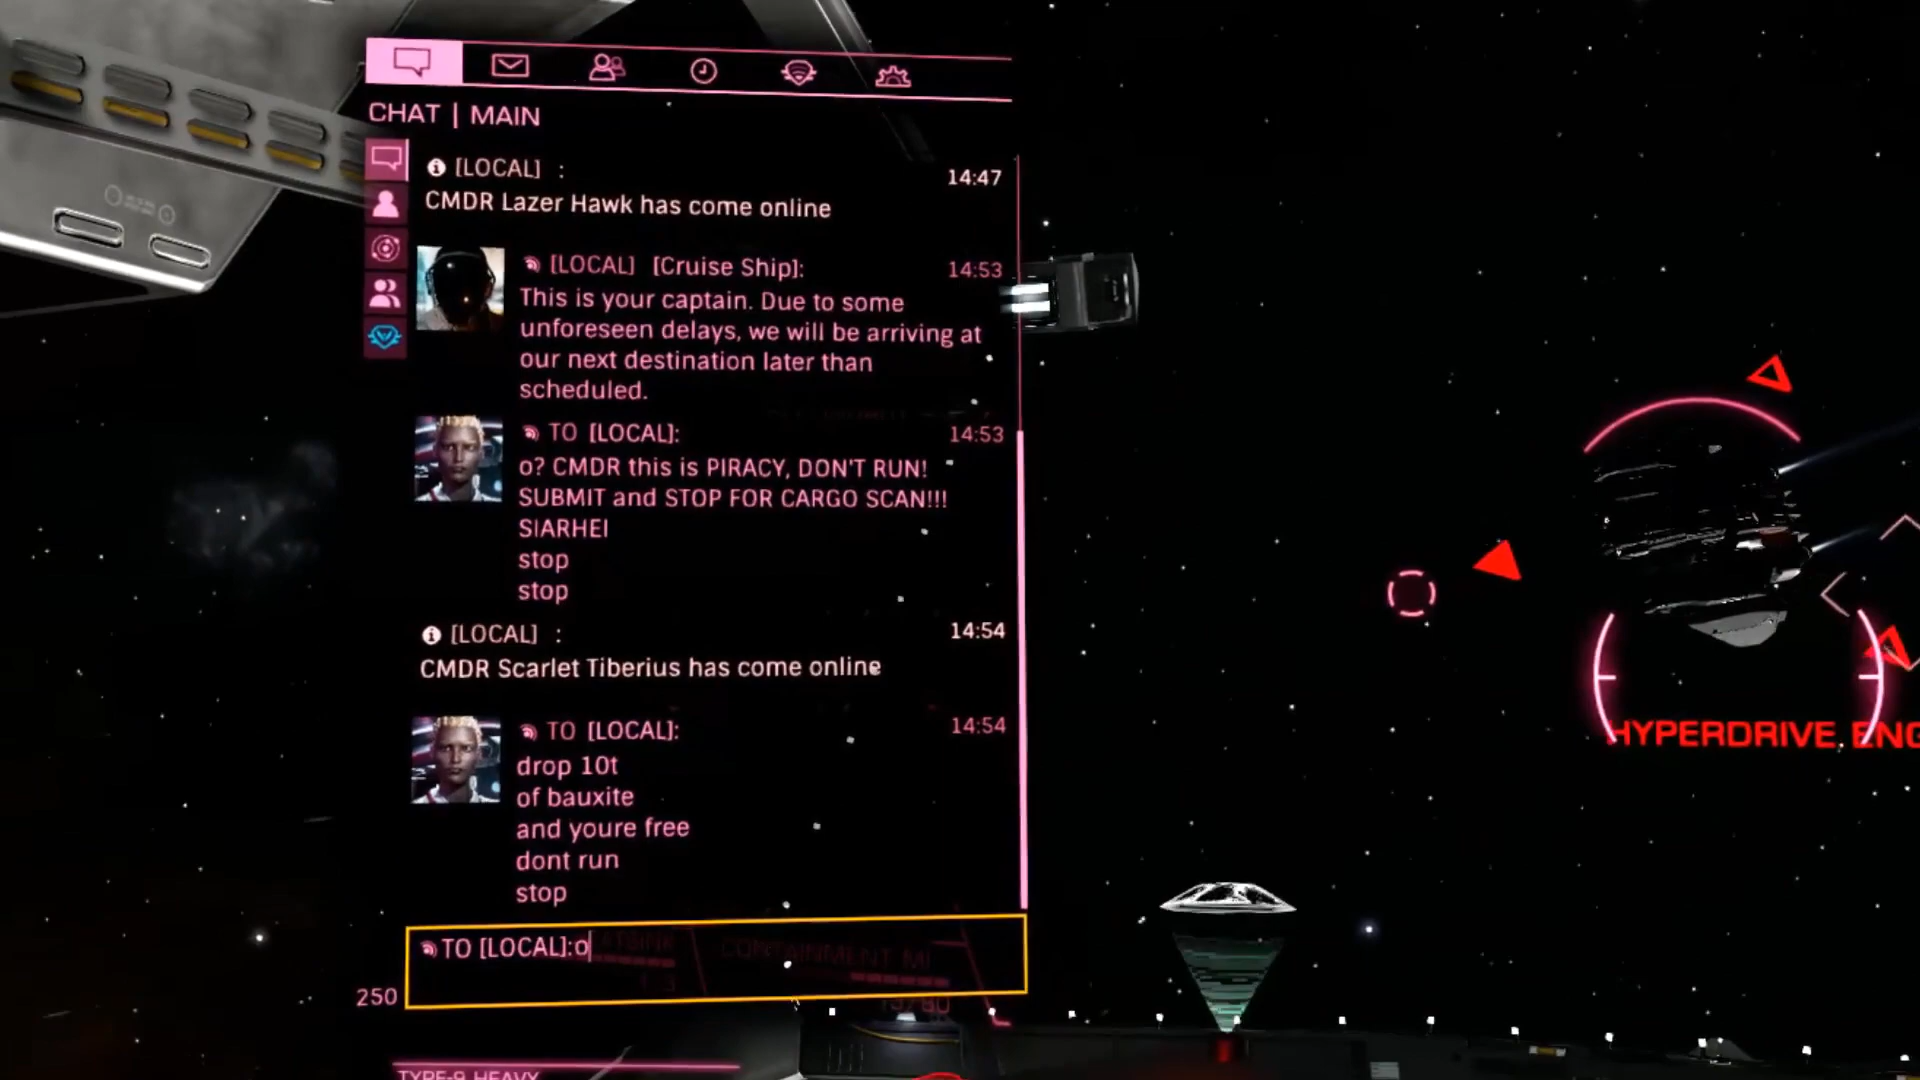 CHAT | MAIN
[LOCAL] :
14:47
CMDR Lazer Hawk has come online
[LOCAL] [Cruise Ship]:
14:53
This is your captain. Due to some
unforeseen delays, we will be arriving at
our next destination later than
scheduled.
TO [LOCAL]:
14:53
o? CMDR this is PIRACY, DON'T RUN!
SUBMIT and STOP FOR CARGO SCAN!!!
SIARHEI
stop
stop
[LOCAL] :
14:54
CMDR Scarlet Tiberius has come online
TO [LOCAL]:
14:54
drop 10t
of bauxite
and youre free
dont run
stop
TO [LOCAL]:o
250
HYPERDRIVE ENG
TYPE-9 HEAVY